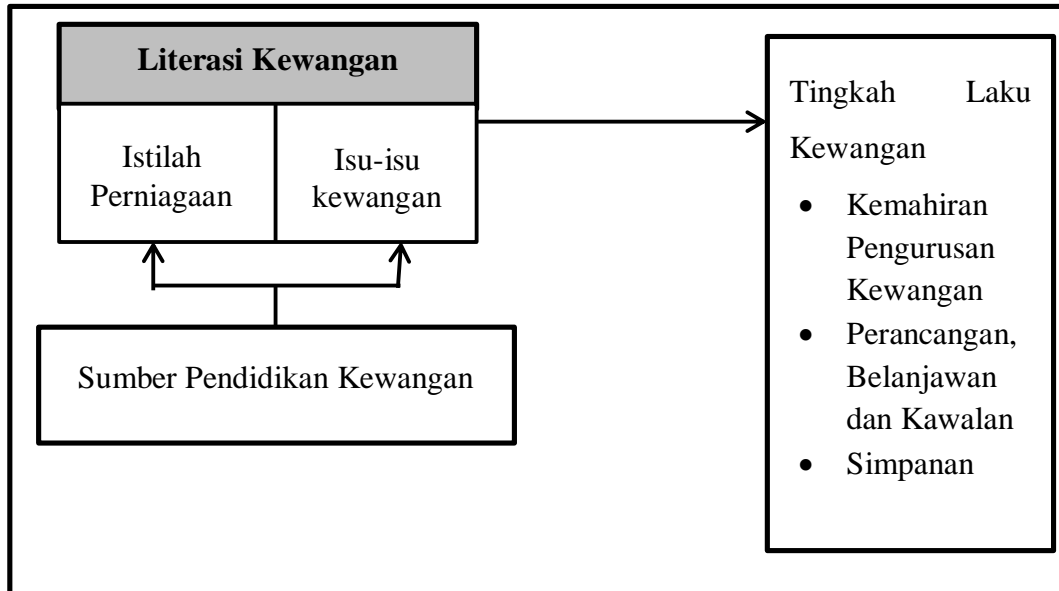 Literasi Kewangan
Istilah
Perniagaan
Isu-isu
kewangan
Sumber Pendidikan Kewangan
Tingkah Laku
Kewangan
• Kemahiran
Pengurusan
Kewangan
• Perancangan,
Belanjawan
dan Kawalan
• Simpanan